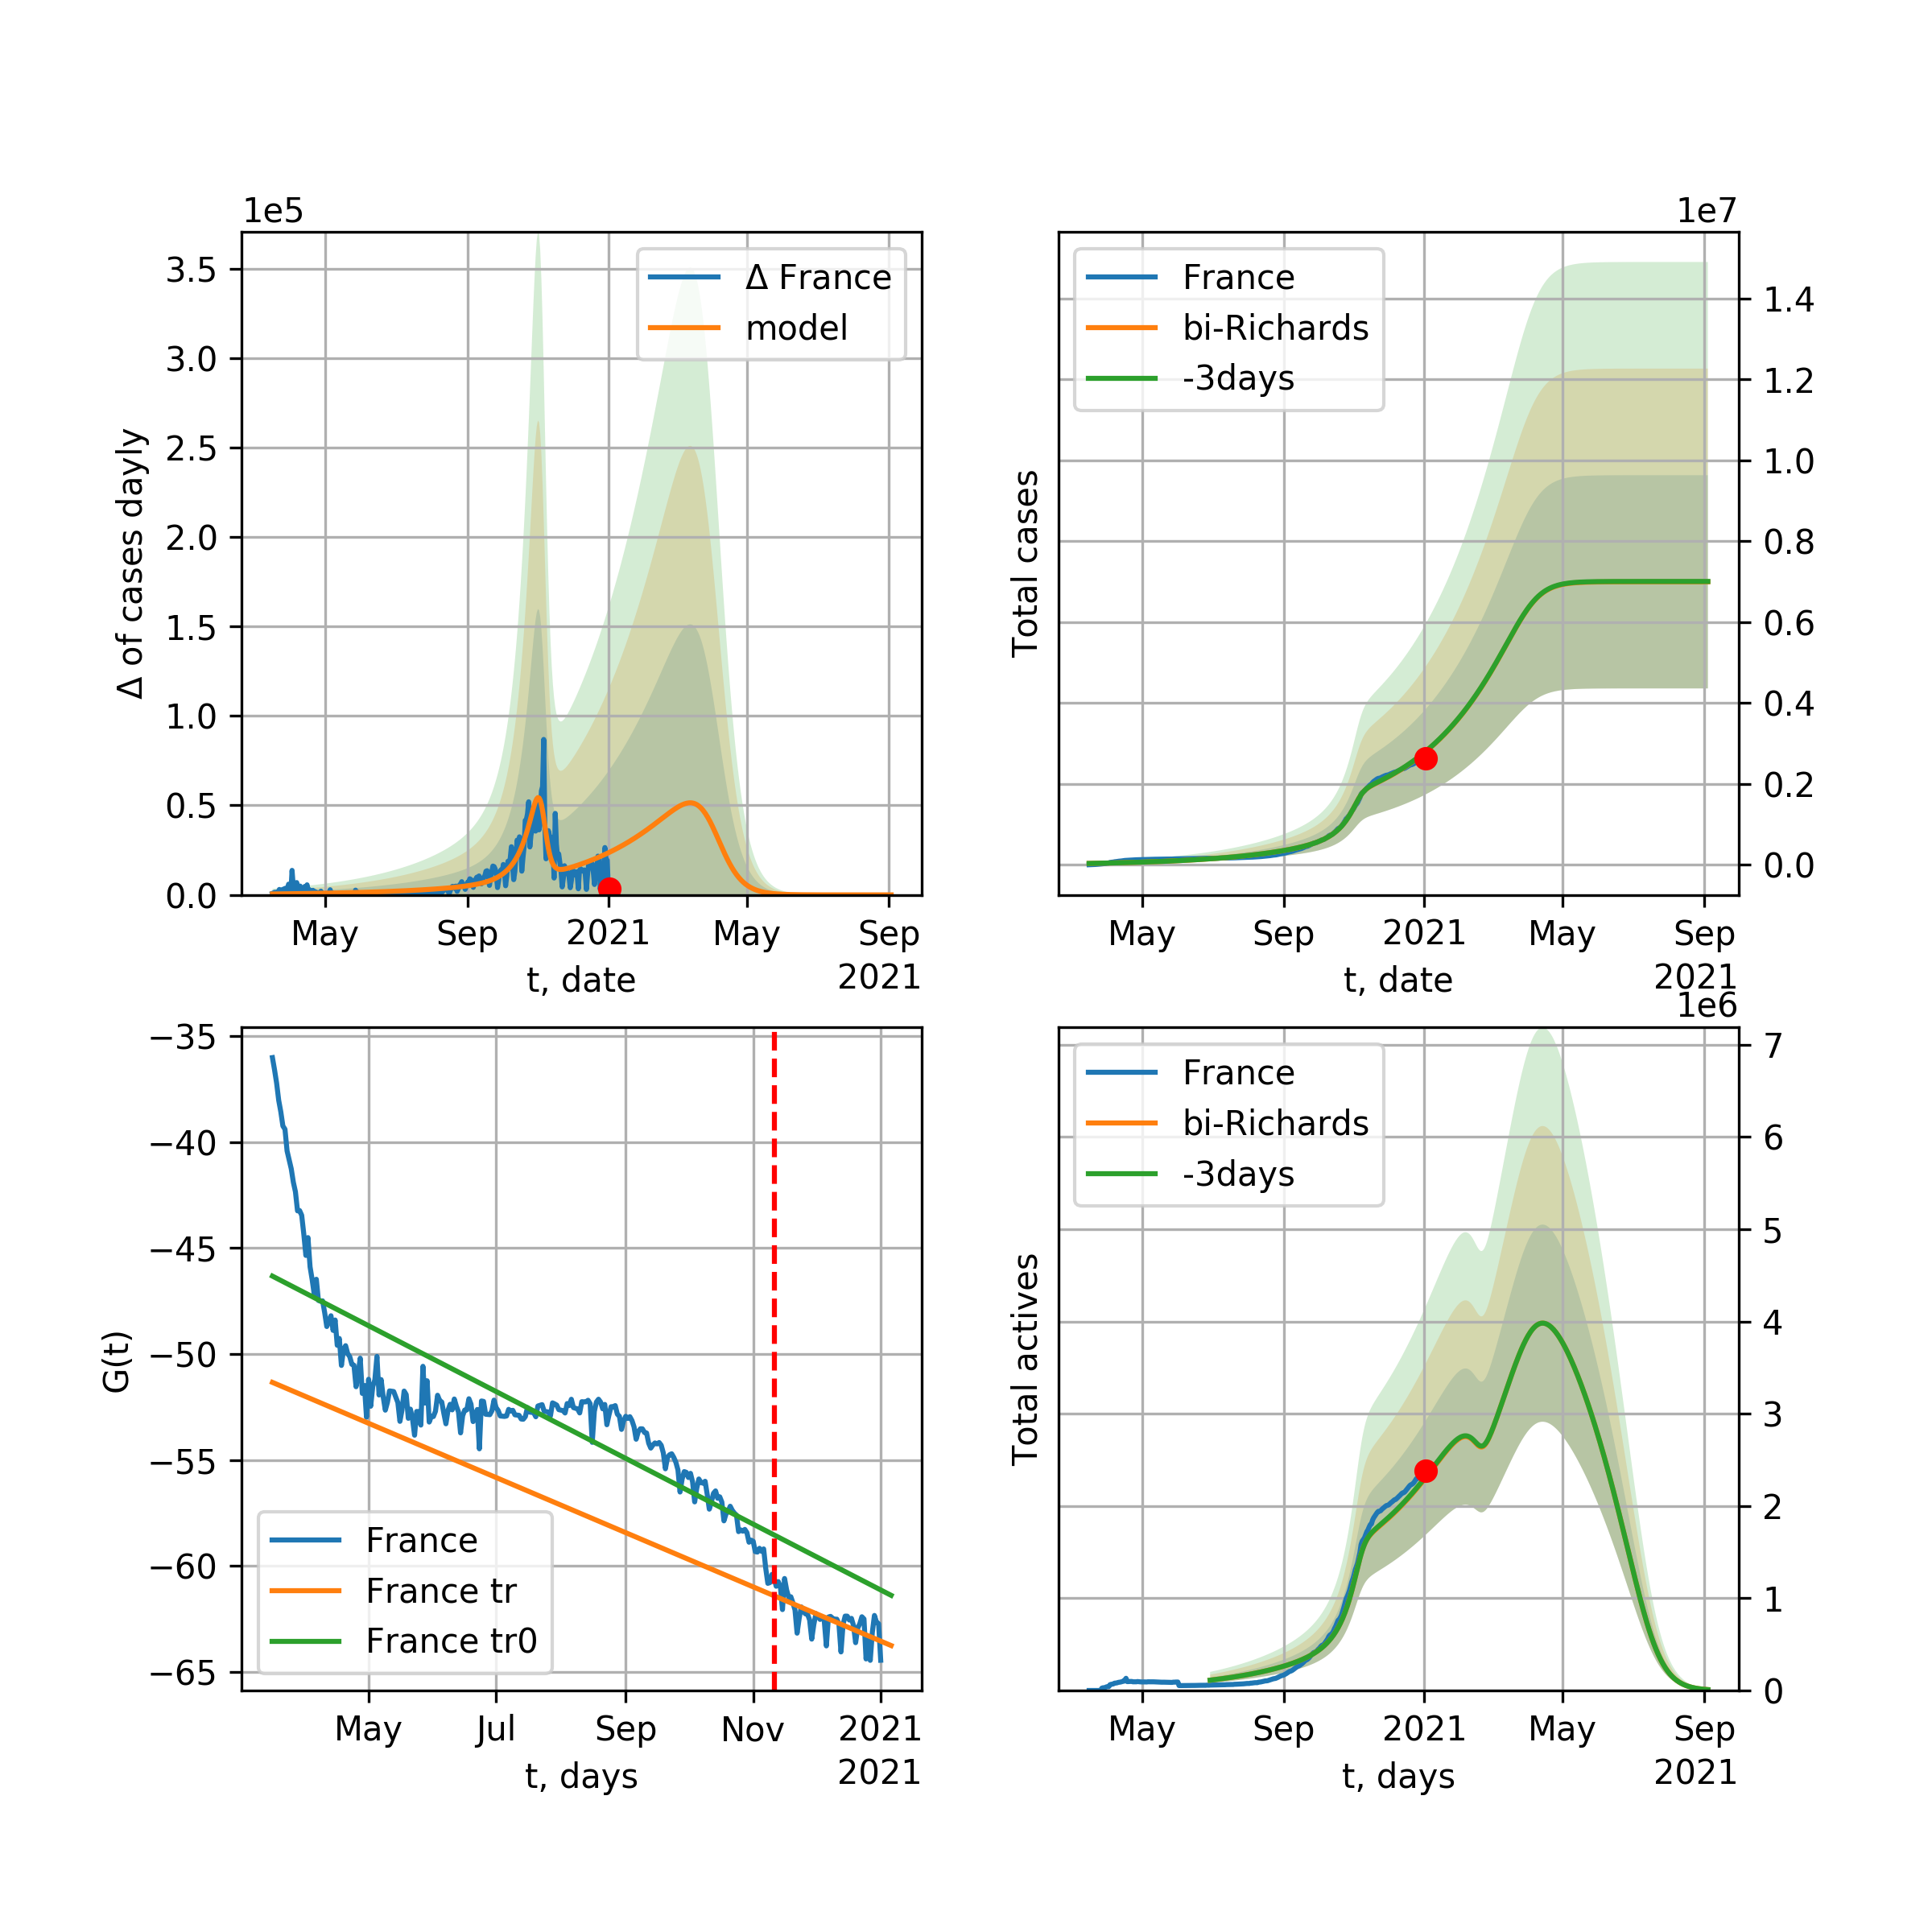 1e5
3.5
3.0
2.5
2.0
1.5
1.0
0.5
0.0
Δ of cases dayly
Δ France
model
May Sep 2021 May Sep
t, date 2021
1e7
France
bi-Richards
-3days
Total cases
1.4
1.2
1.0
0.8
0.6
0.4
0.2
0.0
May Sep 2021 May Sep
t, date 2021
−35
−40
−45
−50
−55
−60
−65
G(t)
France
France tr
France tr0
May Jul Sep Nov 2021
t, days 2021
1e6
France
bi-Richards
-3days
Total actives
7
6
5
4
3
2
1
0
May Sep 2021 May Sep
t, days 2021